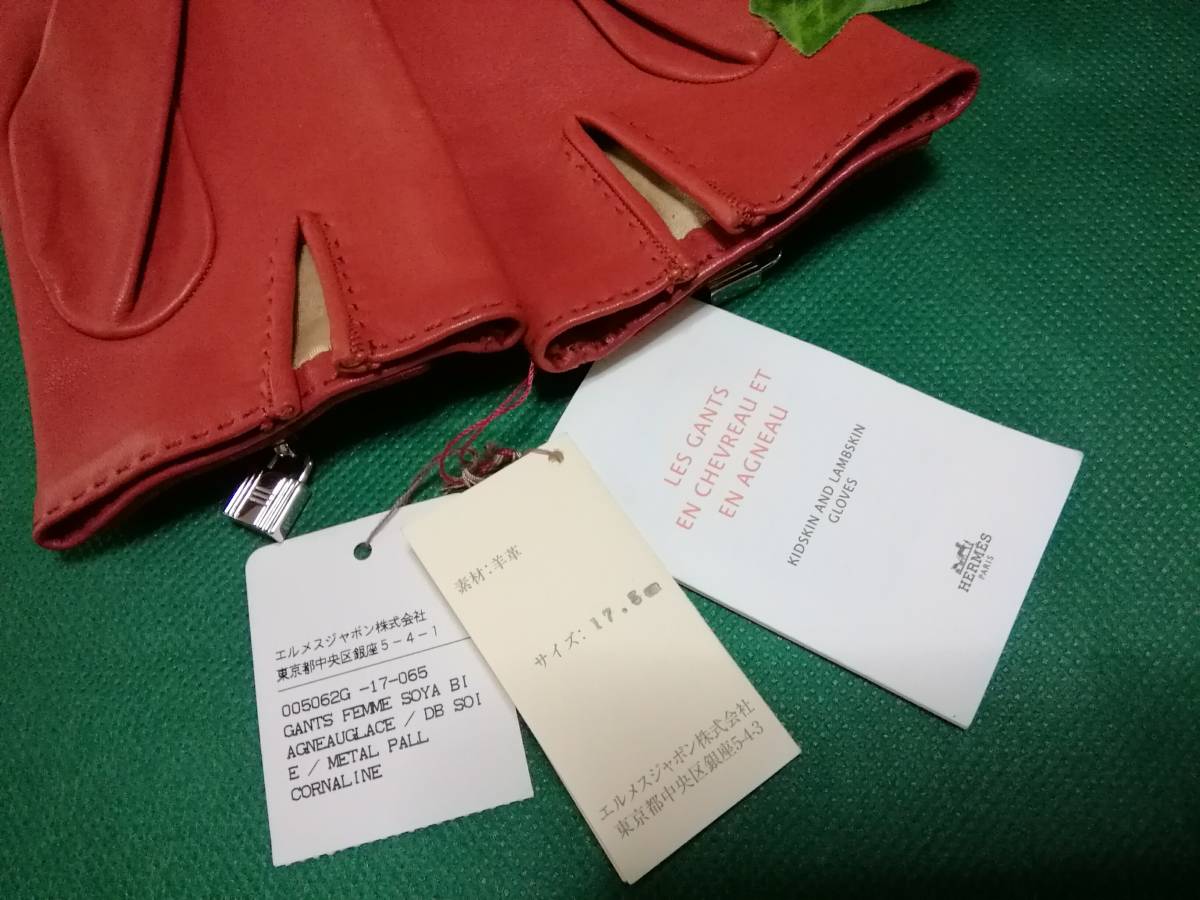 エルメスジャポン株式会社
東京都中央区銀座5-4-1
005062G -17-065
GANTS FEMME SOYA BI
AGNEAUGLACE / DB SOI
E / METAL PALL
CORNALINE
素材:羊革
サイズ: 17.5cm
エルメスジャポン株式会社
東京都中央区銀座5-4-3
LES GANTS
EN CHEVREAU ET
EN AGNEAU
KIDSKIN AND LAMBSKIN
GLOVES
HERMÈS
PARIS